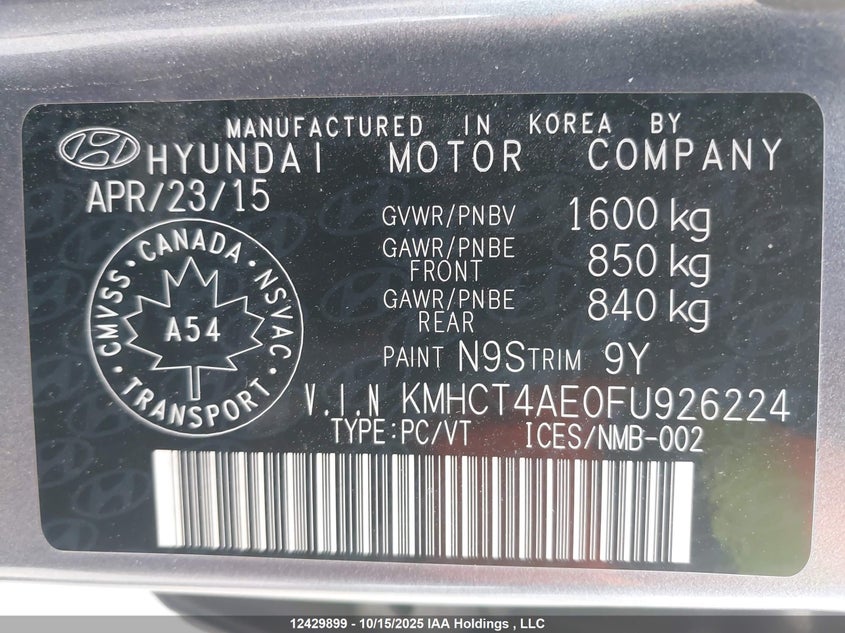 MANUFACTURED IN KOREA BY
HYUNDAI MOTOR COMPANY
APR/23/15
GVWR/PNBV 1600 kg
GAWR/PNBE FRONT 850 kg
GAWR/PNBE REAR 840 kg
CANADA
CMVSS • NSVAC
A54
TRANSPORT
PAINT N9S TRIM 9Y
V.I.N KMHCT4AE0FU926224
TYPE:PC/VT ICES/NMB-002
12429899 - 10/15/2025 IAA Holdings , LLC